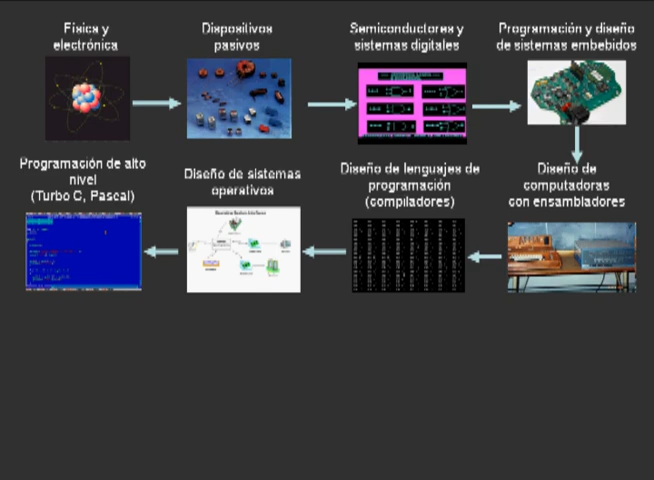 Física y
electrónica
Dispositivos
pasivos
Semiconductores y
sistemas digitales
Programación y diseño
de sistemas embebidos
Programación de alto
nivel
(Turbo C, Pascal)
Diseño de sistemas
operativos
Diseño de lenguajes de
programación
(compiladores)
Diseño de
computadoras
con ensambladores